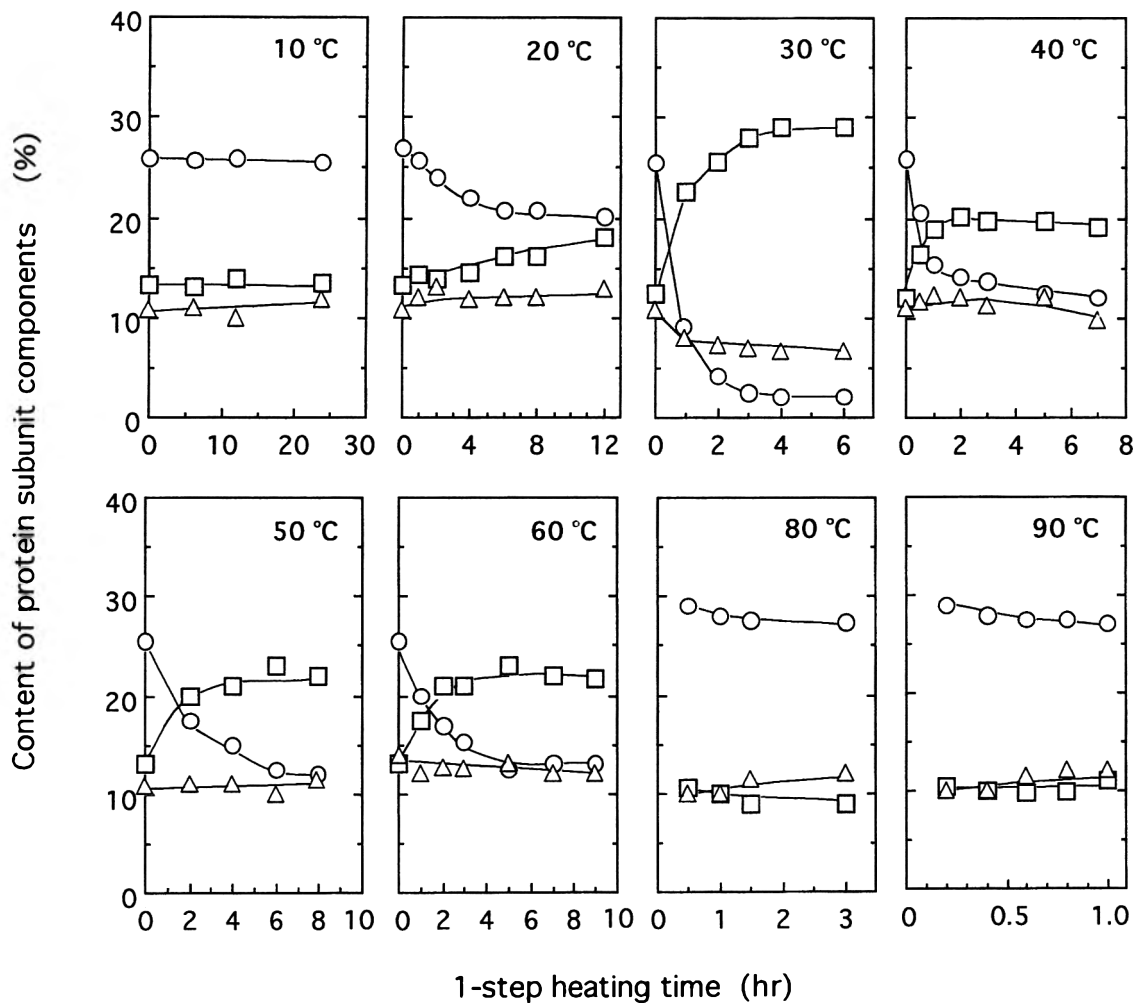 Content of protein subunit components (%)
10 °C
20 °C
30 °C
40 °C
40
30
20
10
0
0 10 20 30
0 4 8 12
0 2 4 6
0 2 4 6 8
50 °C
60 °C
80 °C
90 °C
40
30
20
10
0
0 2 4 6 8
0 2 4 6 8 10
0 1 2 3
0 0.5 1.0
1-step heating time (hr)